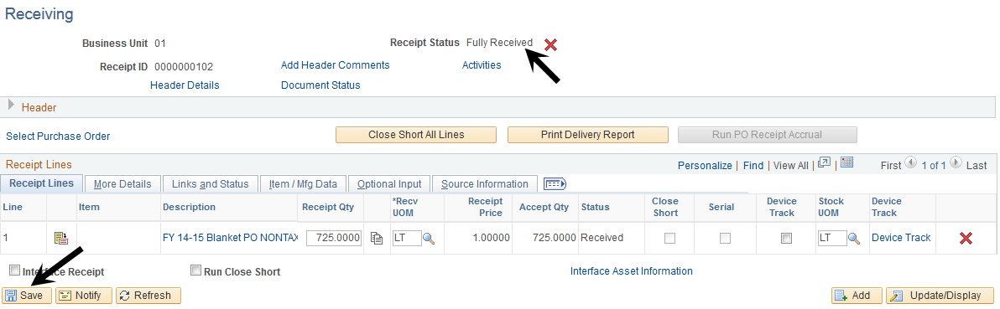 Receiving
Business Unit 01
Receipt Status Fully Received
Receipt ID 0000000102
Add Header Comments
Activities
Header Details
Document Status
Header
Select Purchase Order
Close Short All Lines
Print Delivery Report
Run PO Receipt Accrual
Receipt Lines
Personalize | Find | View All | | First 1 of 1 Last
Receipt Lines More Details Links and Status Item / Mfg Data Optional Input Source Information
Line Item Description Receipt Qty *Recv UOM Receipt Price Accept Qty Status Close Short Serial Device Track Stock UOM Device Track
1 FY 14-15 Blanket PO NONTAX 725.0000 LT 1.00000 725.0000 Received LT Device Track
Interface Receipt Run Close Short Interface Asset Information
Save Notify Refresh Add Update/Display